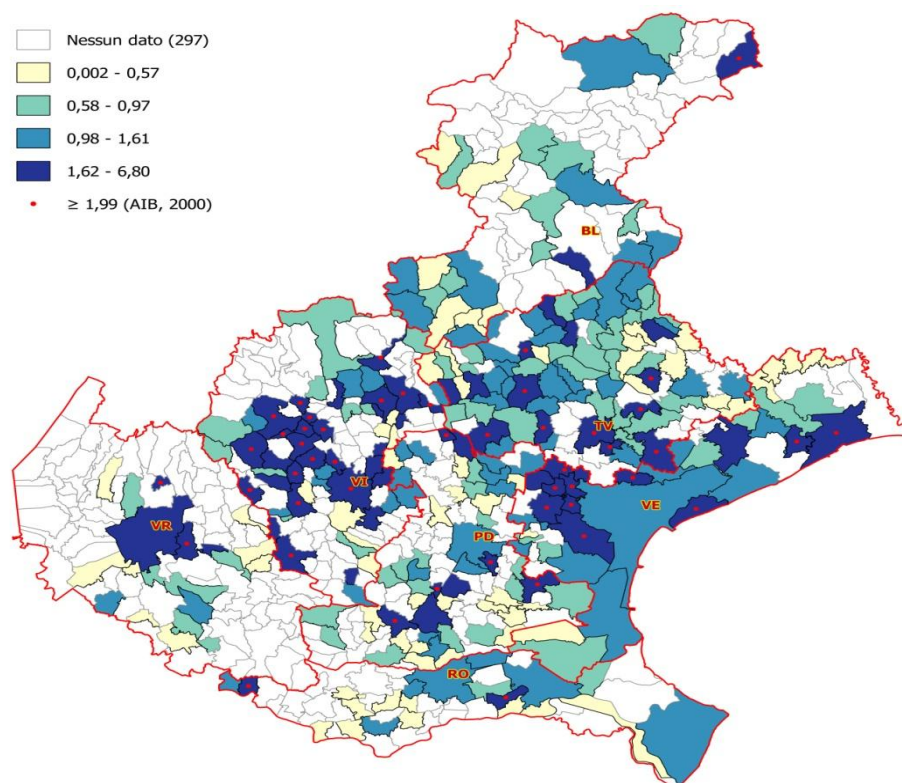 Nessun dato (297)
0,002 - 0,57
0,58 - 0,97
0,98 - 1,61
1,62 - 6,80
≥ 1,99 (AIB, 2000)
BL
TV
VI
VE
VR
PD
RO